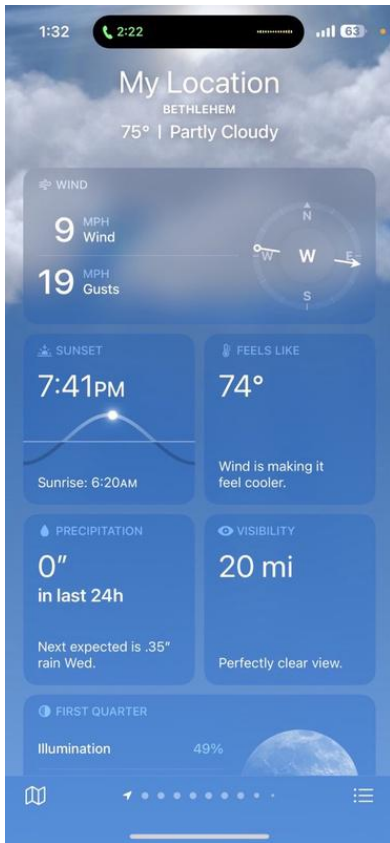 1:32
2:22
63
My Location
BETHLEHEM
75° | Partly Cloudy
WIND
9 MPH Wind
19 MPH Gusts
N
W
W
E
S
SUNSET
7:41PM
Sunrise: 6:20AM
FEELS LIKE
74°
Wind is making it
feel cooler.
PRECIPITATION
0"
in last 24h
Next expected is .35"
rain Wed.
VISIBILITY
20 mi
Perfectly clear view.
FIRST QUARTER
Illumination 49%